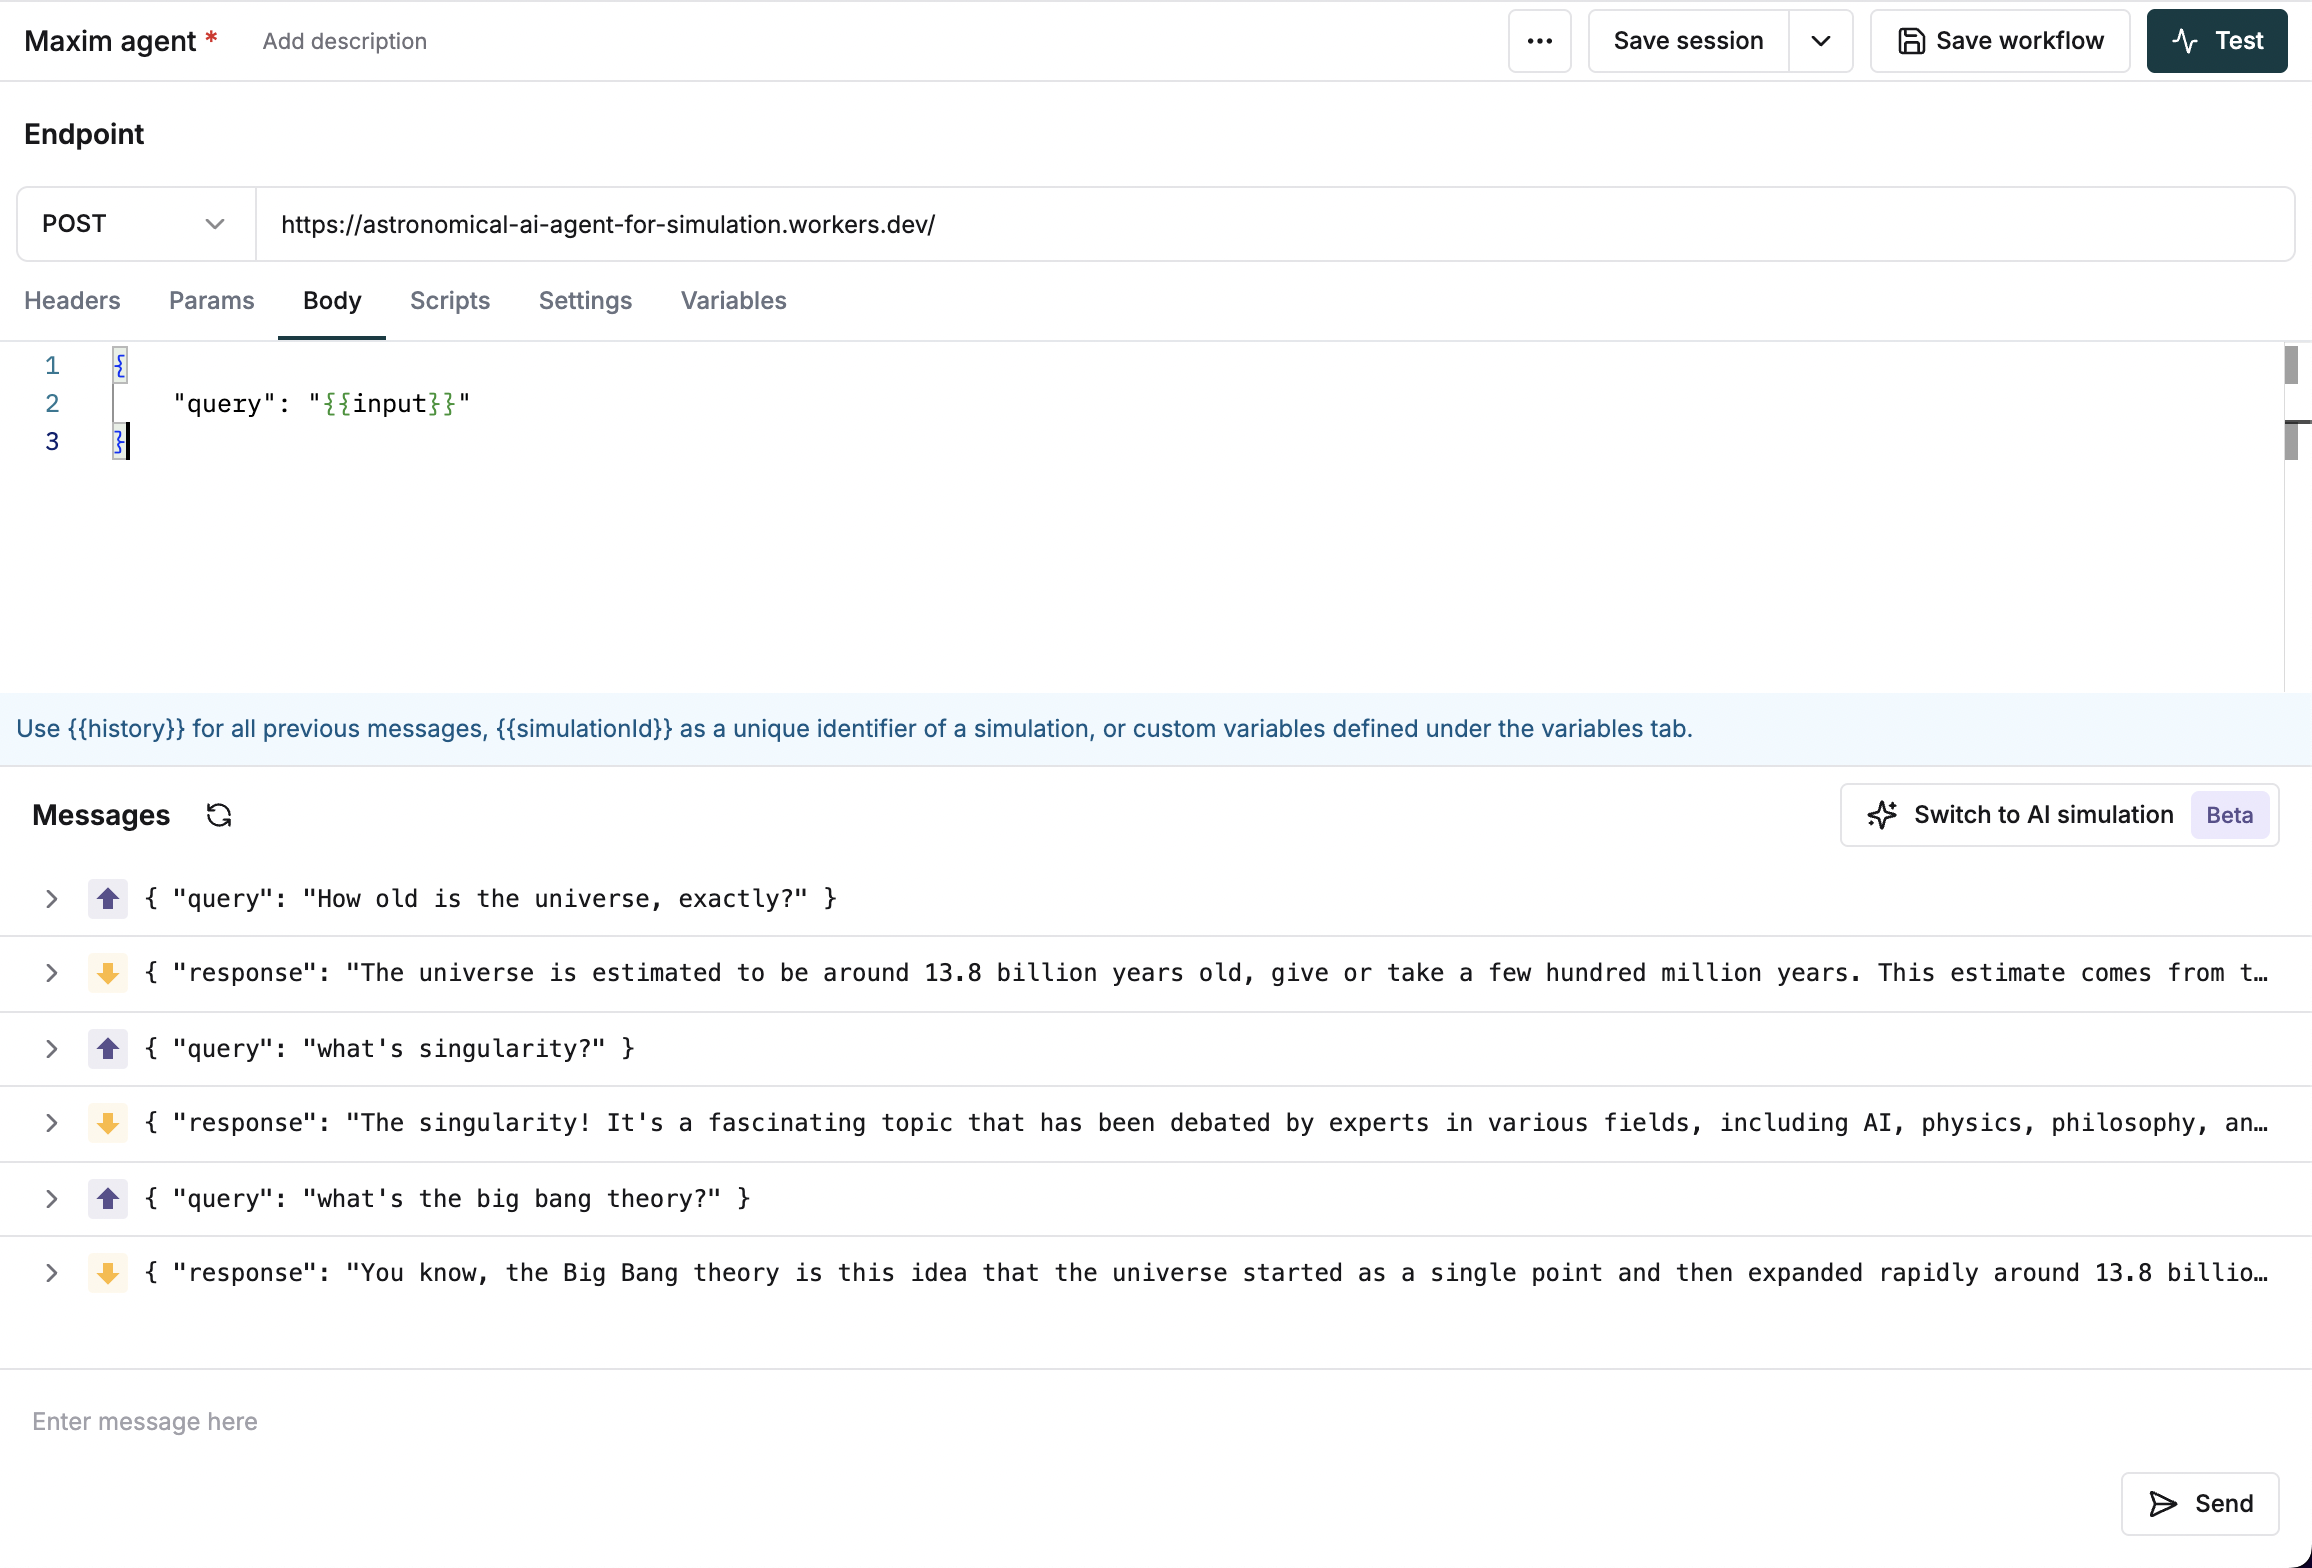 Maxim agent * Add description ••• Save session Save workflow Test
Endpoint
POST https://astronomical-ai-agent-for-simulation.workers.dev/
Headers Params Body Scripts Settings Variables
1 {
2 "query": "{{input}}"
3 }
Use {{history}} for all previous messages, {{simulationId}} as a unique identifier of a simulation, or custom variables defined under the variables tab.
Messages Switch to AI simulation Beta
{ "query": "How old is the universe, exactly?" }
{ "response": "The universe is estimated to be around 13.8 billion years old, give or take a few hundred million years. This estimate comes from t…
{ "query": "what's singularity?" }
{ "response": "The singularity! It's a fascinating topic that has been debated by experts in various fields, including AI, physics, philosophy, an…
{ "query": "what's the big bang theory?" }
{ "response": "You know, the Big Bang theory is this idea that the universe started as a single point and then expanded rapidly around 13.8 billio…
Enter message here
Send